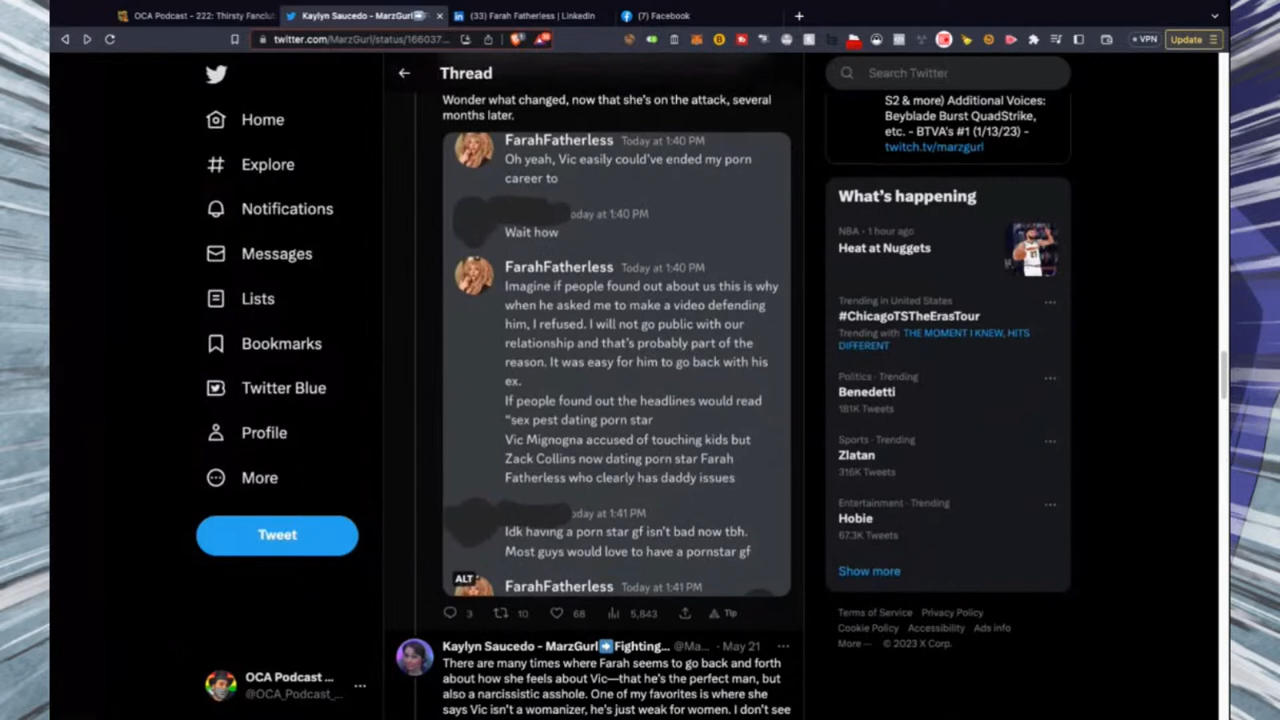 OCA Podcast - 222: Thirsty Fanclu
Kaylyn Saucedo - MarzGurl
(33) Farah Fatherless | LinkedIn
(7) Facebook
twitter.com/MarzGurl/status/166037...
VPN
Update
Home
Explore
Notifications
Messages
Lists
Bookmarks
Twitter Blue
Profile
More
Tweet
OCA Podcast ...
@OCA_Podcast_...
Thread
Wonder what changed, now that she's on the attack, several
months later.
FarahFatherless Today at 1:40 PM
Oh yeah, Vic easily could've ended my porn
career to
oday at 1:40 PM
Wait how
FarahFatherless Today at 1:40 PM
Imagine if people found out about us this is why
when he asked me to make a video defending
him, I refused. I will not go public with our
relationship and that's probably part of the
reason. It was easy for him to go back with his
ex.
If people found out the headlines would read
“sex pest dating porn star
Vic Mignogna accused of touching kids but
Zack Collins now dating porn star Farah
Fatherless who clearly has daddy issues
oday at 1:41 PM
Idk having a porn star gf isn't bad now tbh.
Most guys would love to have a pornstar gf
ALT
FarahFatherless Today at 1:41 PM
3 10 68 5,843 Tip
Kaylyn Saucedo - MarzGurl➡Fighting... @Ma... · May 21
There are many times where Farah seems to go back and forth
about how she feels about Vic—that he's the perfect man, but
also a narcissistic asshole. One of my favorites is where she
says Vic isn't a womanizer, he's just weak for women. I don't see
Search Twitter
S2 & more) Additional Voices:
Beyblade Burst QuadStrike,
etc. - BTVA's #1 (1/13/23) -
twitch.tv/marzgurl
What's happening
NBA · 1 hour ago
Heat at Nuggets
Trending in United States
#ChicagoTSTheErasTour
Trending with THE MOMENT I KNEW, HITS
DIFFERENT
Politics · Trending
Benedetti
181K Tweets
Sports · Trending
Zlatan
316K Tweets
Entertainment · Trending
Hobie
67.3K Tweets
Show more
Terms of Service Privacy Policy
Cookie Policy Accessibility Ads info
More ··· © 2023 X Corp.